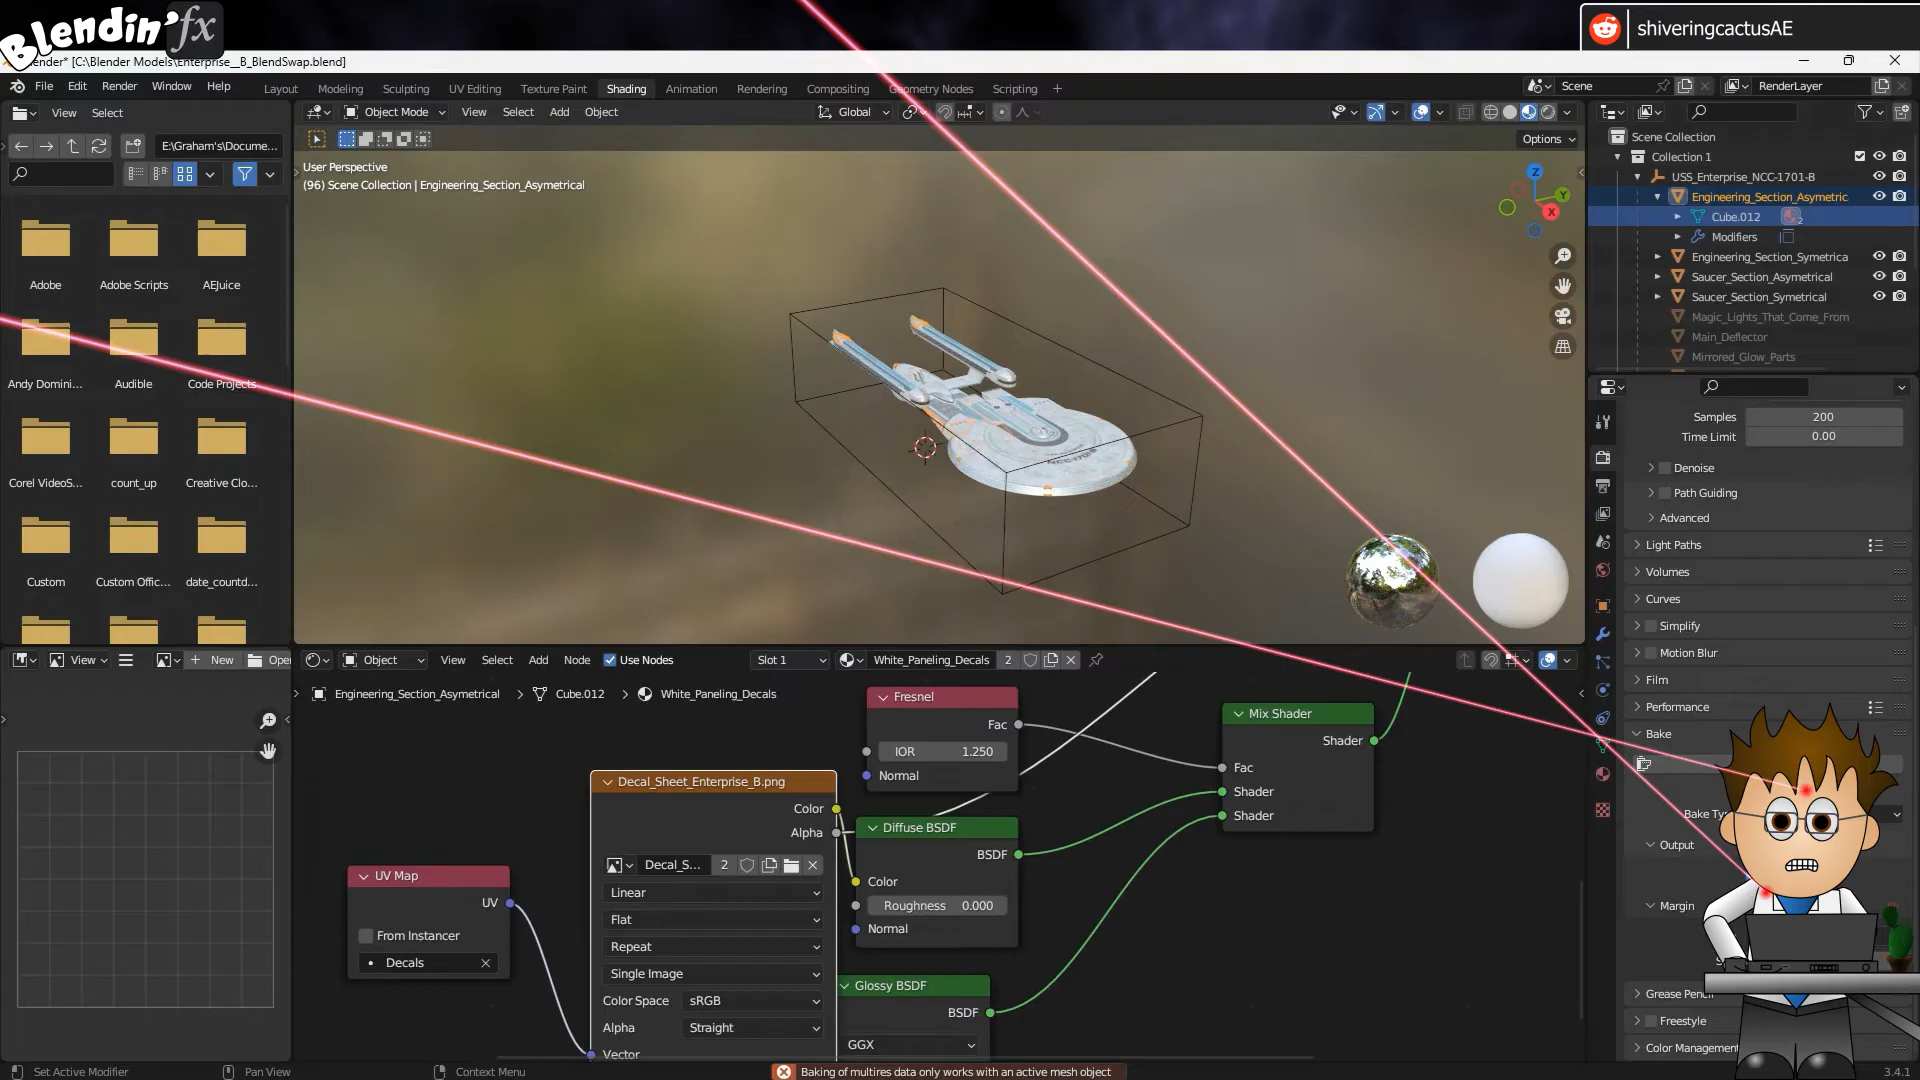 Blendin' fx
shiveringcactusAE
ender* [C:\Blender Models\Enterprise__B_BlendSwap.blend]
File Edit Render Window Help Layout Modeling Sculpting UV Editing Texture Paint Shading Animation Rendering Compositing Geometry Nodes Scripting + Scene RenderLayer
View Select Object Mode View Select Add Object Global
Options
E:\Graham's\Docume...
User Perspective
(96) Scene Collection | Engineering_Section_Asymetrical
Z
Y
X
Adobe Adobe Scripts AEJuice
Andy Domini... Audible Code Projects
Corel VideoS... count_up Creative Clo...
Custom Custom Offic... date_countd...
Scene Collection
Collection 1
USS_Enterprise_NCC-1701-B
Engineering_Section_Asymetric
Cube.012 2
Modifiers
Engineering_Section_Symetrica
Saucer_Section_Asymetrical
Saucer_Section_Symetrical
Magic_Lights_That_Come_From
Main_Deflector
Mirrored_Glow_Parts
Samples 200
Time Limit 0.00
Denoise
Path Guiding
Advanced
Light Paths
Volumes
Curves
Simplify
Motion Blur
Film
Performance
Bake
Bake Ty
Output
Margin
Grease Pencil
Freestyle
Color Management
View New Ope
Object View Select Add Node Use Nodes Slot 1 White_Paneling_Decals 2
Engineering_Section_Asymetrical > Cube.012 > White_Paneling_Decals
Fresnel
Fac
IOR 1.250
Normal
Mix Shader
Shader
Fac
Shader
Shader
Decal_Sheet_Enterprise_B.png
Color
Alpha
Decal_S... 2
Linear
Flat
Repeat
Single Image
Color Space sRGB
Alpha Straight
Vector
Diffuse BSDF
BSDF
Color
Roughness 0.000
Normal
UV Map
UV
From Instancer
Decals
Glossy BSDF
BSDF
GGX
Set Active Modifier Pan View Context Menu Baking of multires data only works with an active mesh object 3.4.1